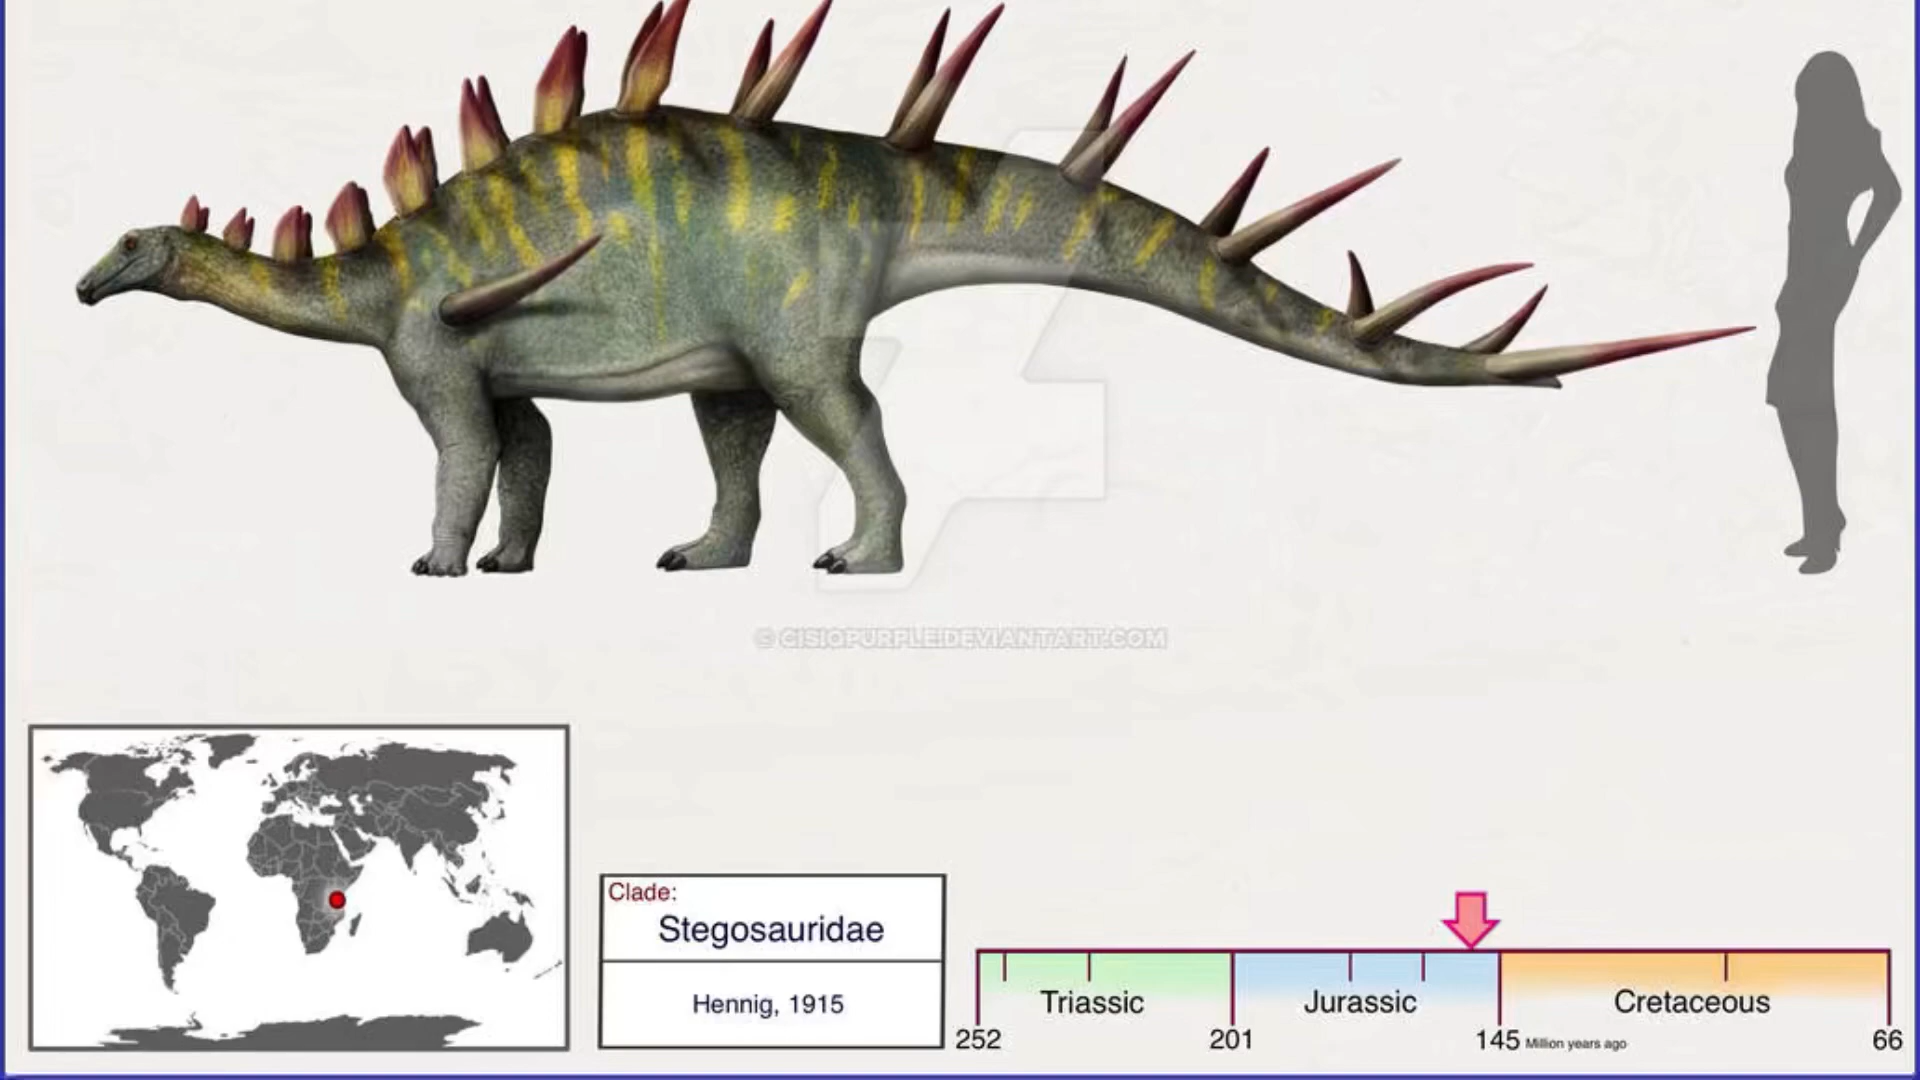 © CISIOPURPLE.DEVIANTART.COM
Clade:
Stegosauridae
Hennig, 1915
Triassic
Jurassic
Cretaceous
252
201
145 Million years ago
66